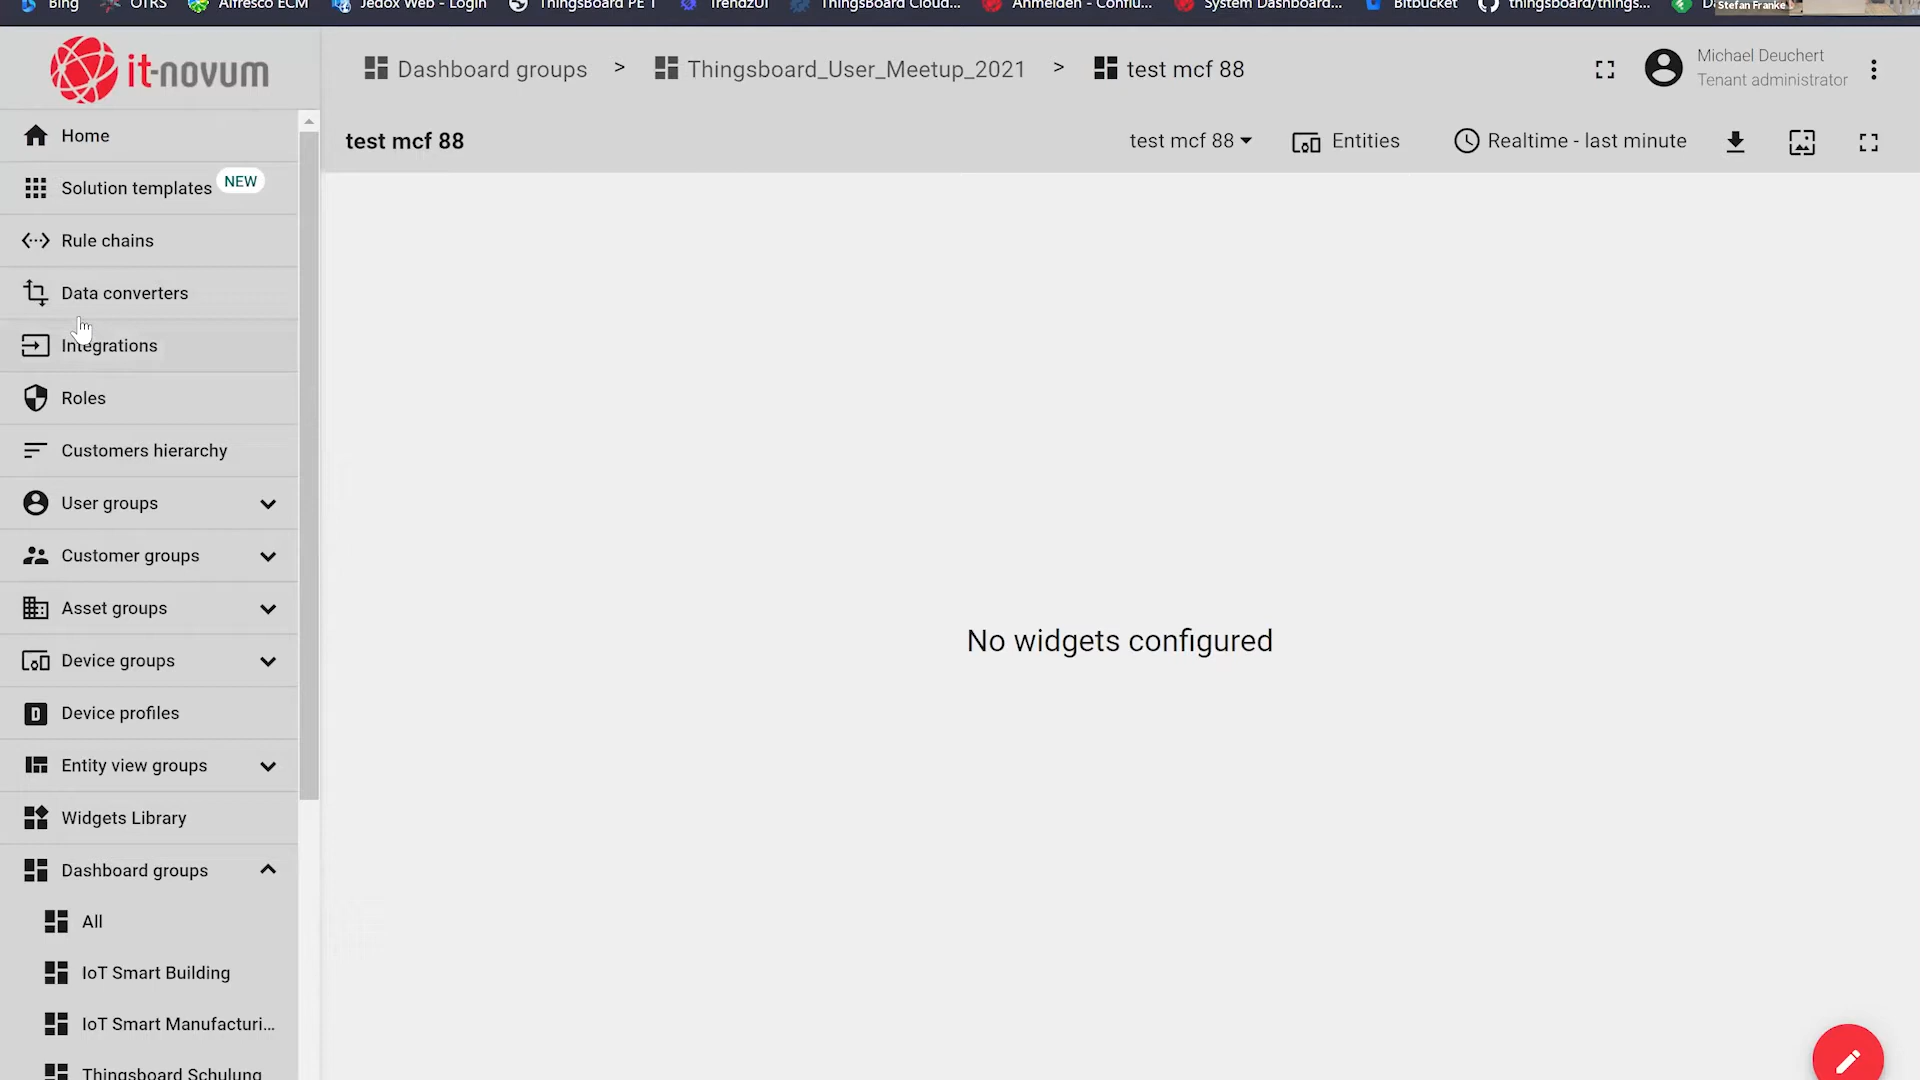 Bing
OTRS
Alfresco ECM
Jedox Web - Login
ThingsBoard PE
TrendzUI
ThingsBoard Cloud...
Anmelden - Conflu...
System Dashboard...
Bitbucket
thingsboard/things...
Stefan Franke
it-novum
Dashboard groups > Thingsboard_User_Meetup_2021 > test mcf 88
Michael Deuchert
Tenant administrator
test mcf 88
test mcf 88
Entities
Realtime - last minute
Home
Solution templates NEW
Rule chains
Data converters
Integrations
Roles
Customers hierarchy
User groups
Customer groups
Asset groups
Device groups
Device profiles
Entity view groups
Widgets Library
Dashboard groups
All
IoT Smart Building
IoT Smart Manufacturi...
Thingsboard Schulung
No widgets configured